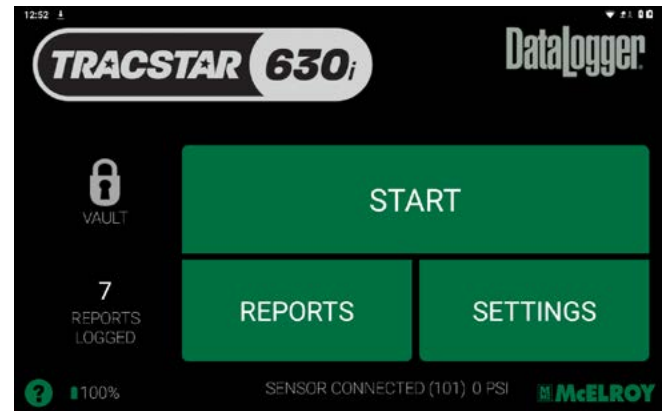 12:52
TRACSTAR 630i
DataLogger
VAULT
START
7
REPORTS
LOGGED
REPORTS
SETTINGS
?
100%
SENSOR CONNECTED (101) 0 PSI
McELROY